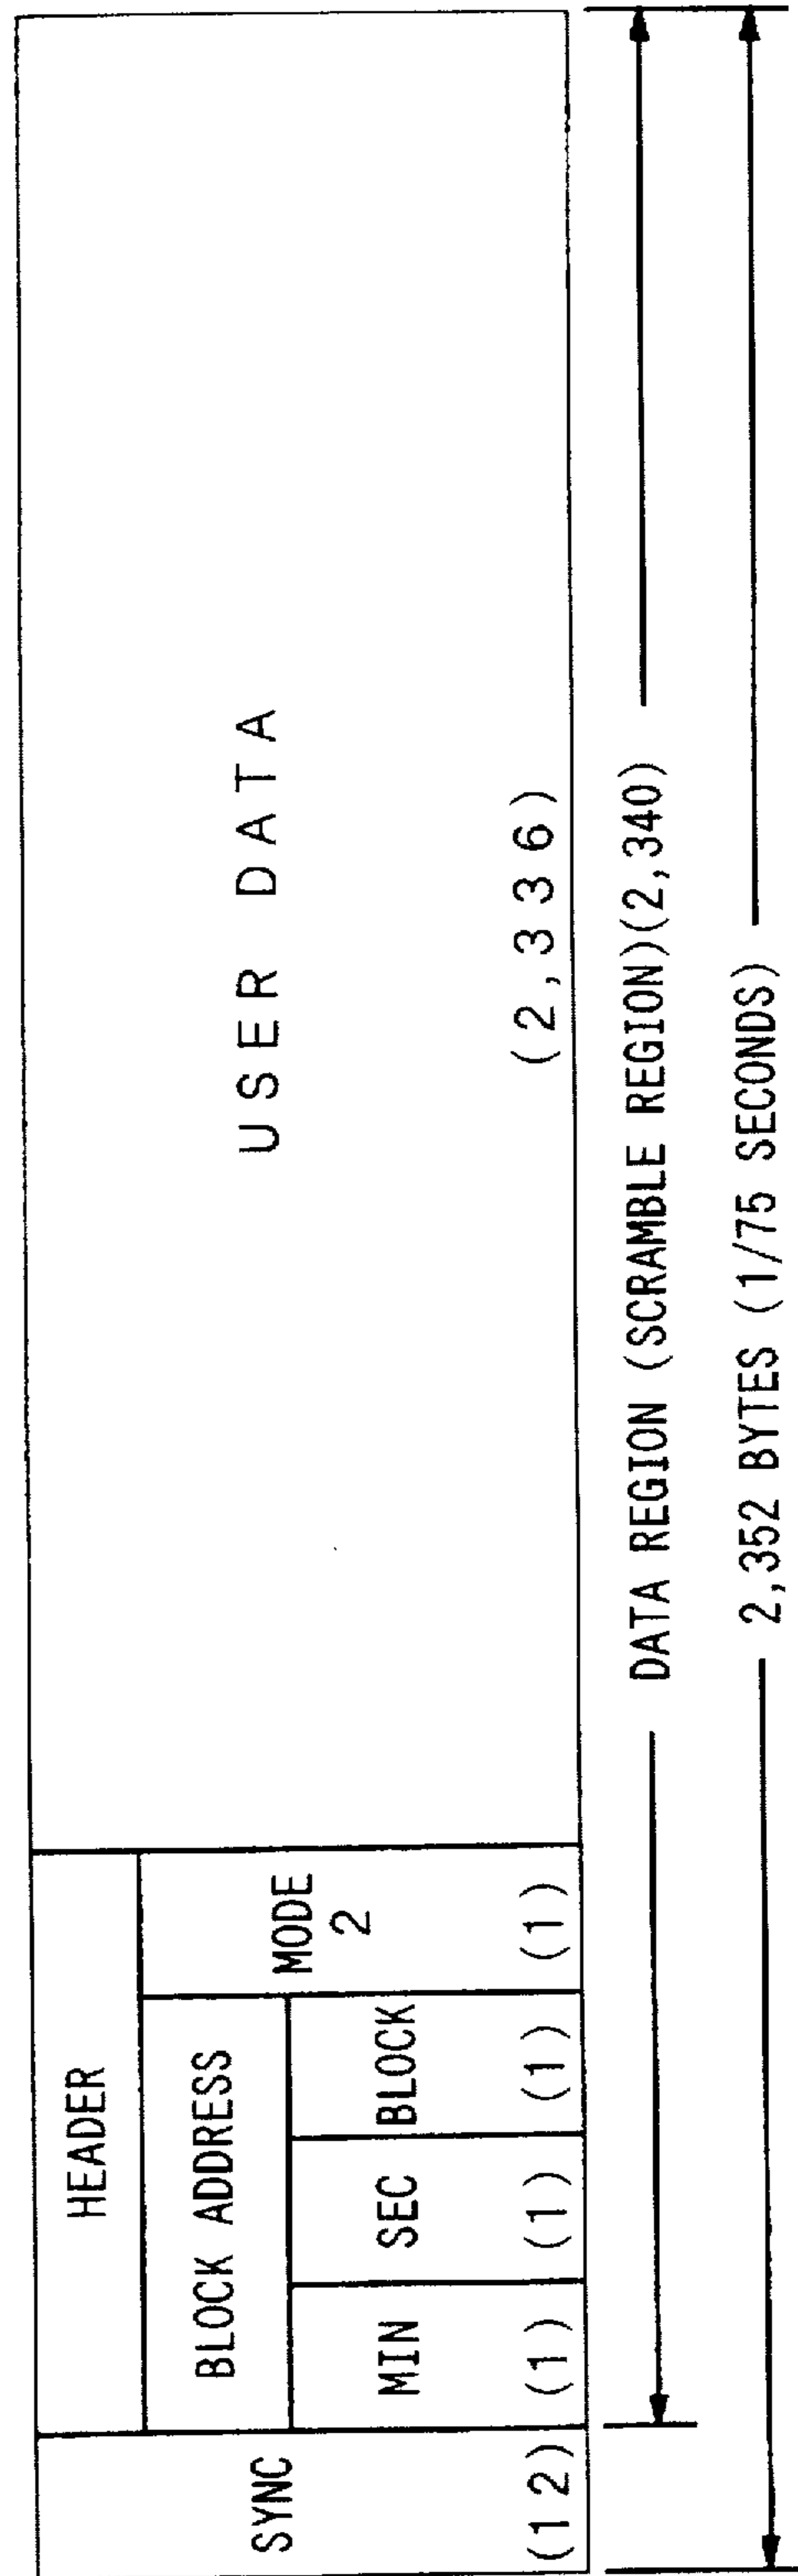 SYNC
(12)
HEADER
BLOCK ADDRESS
MIN
(1)
SEC
(1)
BLOCK
(1)
MODE
2
(1)
USER DATA
(2,336)
DATA REGION (SCRAMBLE REGION)(2,340)
2,352 BYTES (1/75 SECONDS)